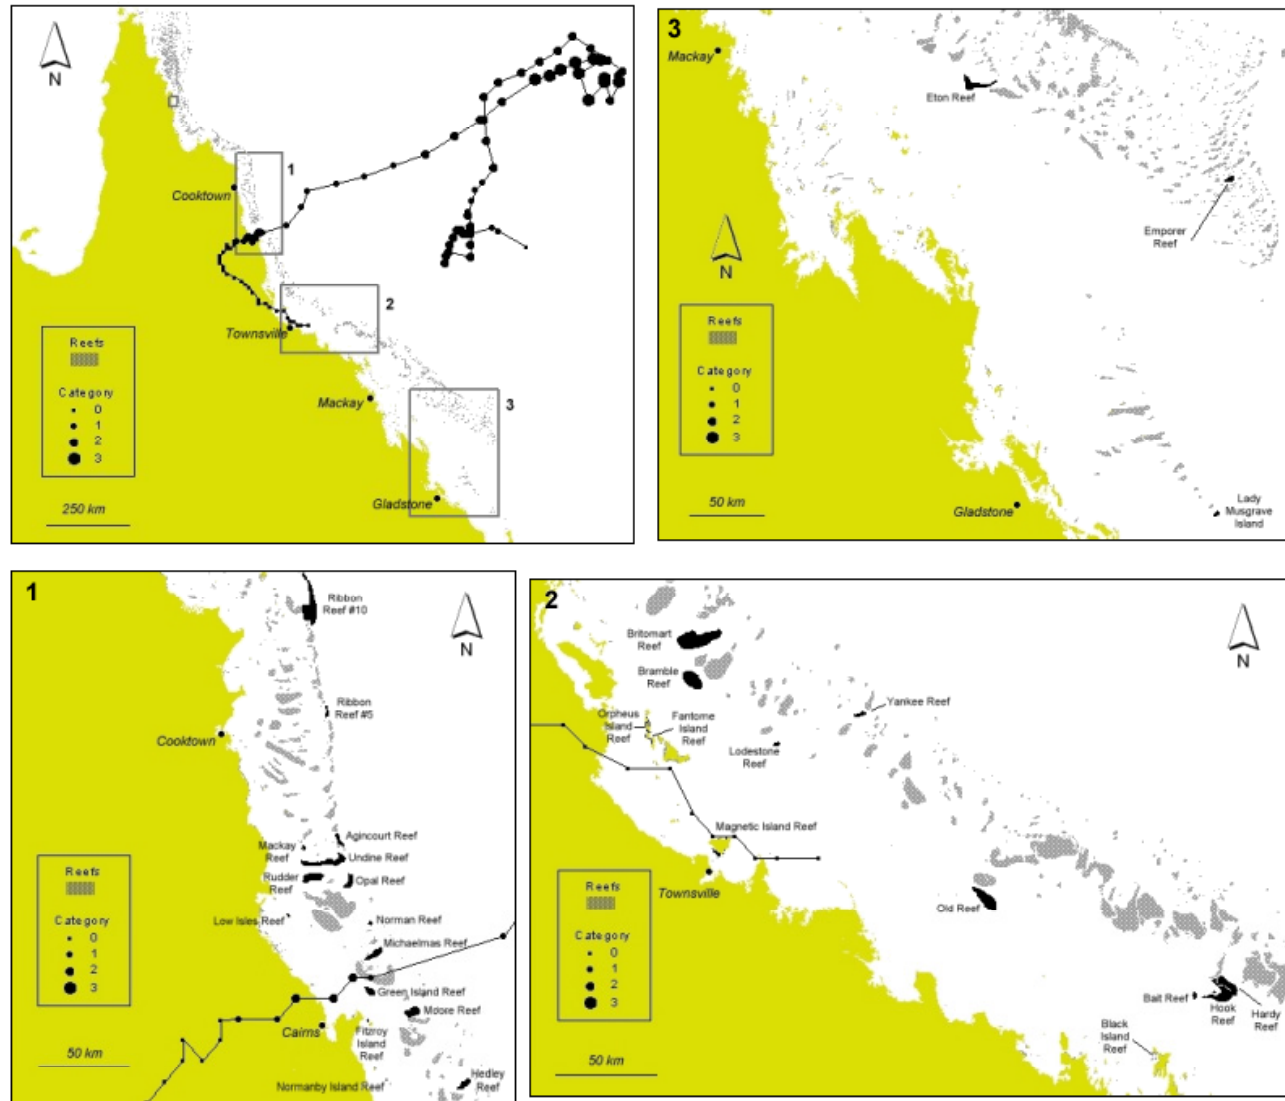 N
1
Cooktown
2
Townsville
Mackay
3
Gladstone
Reefs
Category
0
1
2
3
250 km
3
Mackay
Eton Reef
Emporer
Reef
N
Reefs
Category
0
1
2
3
50 km
Gladstone
Lady
Musgrave
Island
1
Ribbon
Reef #10
N
Ribbon
Reef #5
Cooktown
Agincourt Reef
Mackay
Reef
Undine Reef
Rudder
Reef
Opal Reef
Low Isles Reef
Norman Reef
Michaelmas Reef
Green Island Reef
Moore Reef
Cairns
Fitzroy
Island
Reef
Normanby Island Reef
Hedley
Reef
Reefs
Category
0
1
2
3
50 km
2
Britomart
Reef
Bramble
Reef
N
Orpheus
Island
Reef
Fantome
Island
Reef
Yankee Reef
Lodestone
Reef
Magnetic Island Reef
Townsville
Old Reef
Reefs
Category
0
1
2
3
50 km
Bait Reef
Hook
Reef
Hardy
Reef
Black
Island
Reef